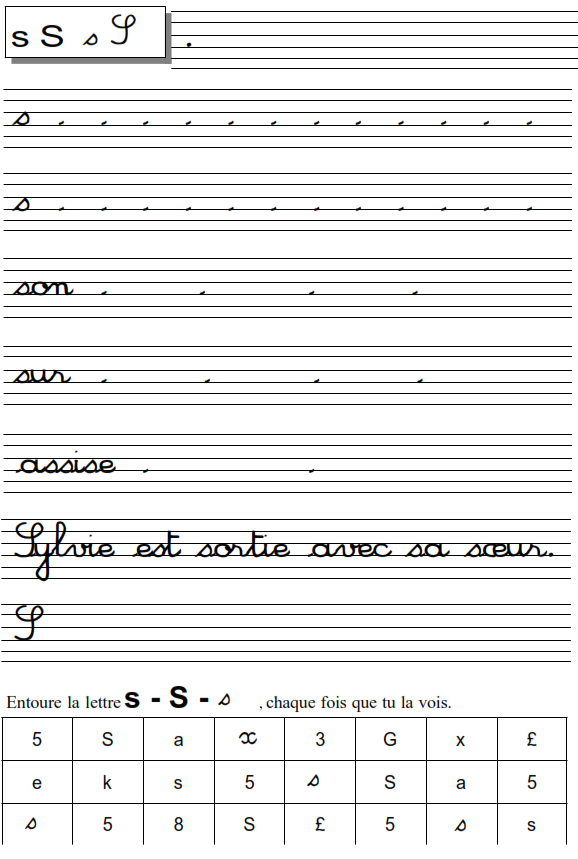 s S s S .
s
s
son
sur
assise
Sylvie est sortie avec sa sœur.
S
Entoure la lettre s - S - s , chaque fois que tu la vois.
5 S a x 3 G x £
e k s 5 s S a 5
s 5 8 S £ 5 s s